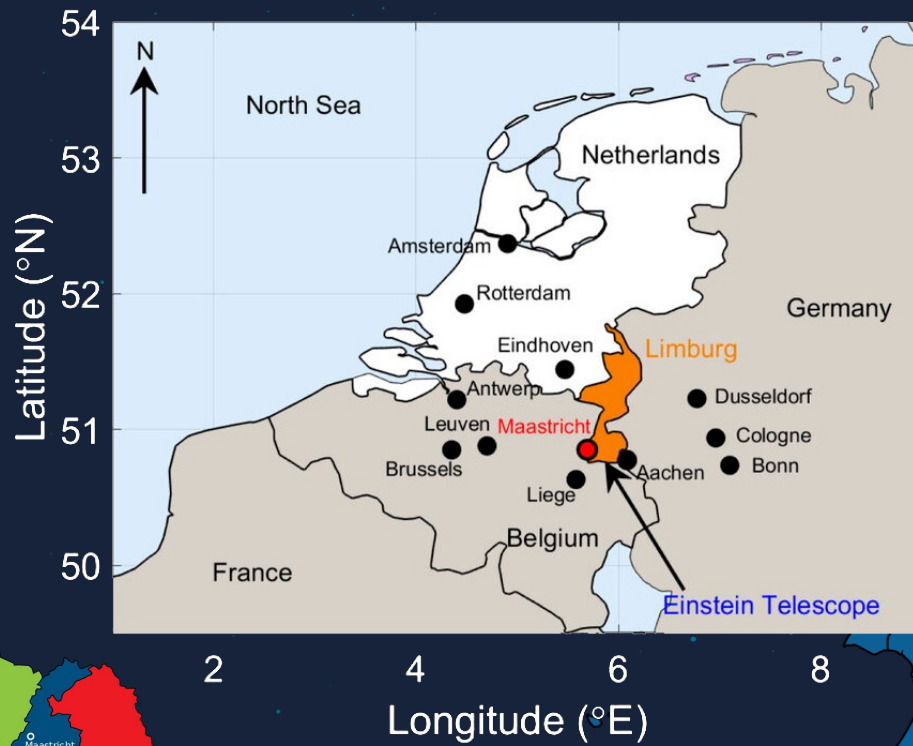 54
N
North Sea
53
Netherlands
Amsterdam
52
Rotterdam
Germany
Eindhoven
Limburg
Antwerp
Dusseldorf
Leuven
Maastricht
51
Cologne
Brussels
Aachen
Bonn
Liege
Belgium
50
France
Einstein Telescope
Latitude (°N)
2
4
6
8
Longitude (°E)
Maastricht